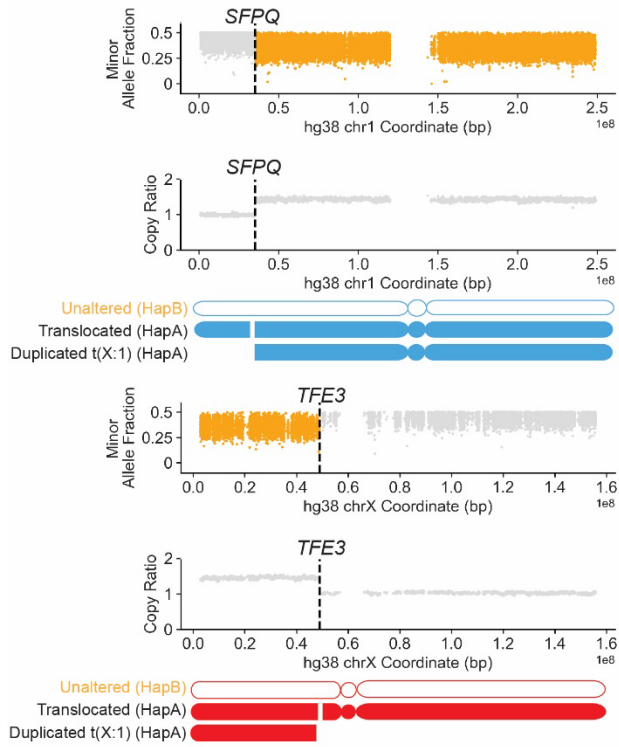 SFPQ
Minor
Allele Fraction
0.5
0.25
0
0.0 0.5 1.0 1.5 2.0 2.5
hg38 chr1 Coordinate (bp)
1e8
SFPQ
Copy Ratio
2
1
0
0.0 0.5 1.0 1.5 2.0 2.5
hg38 chr1 Coordinate (bp)
1e8
Unaltered (HapB)
Translocated (HapA)
Duplicated t(X:1) (HapA)
TFE3
Minor
Allele Fraction
0.5
0.25
0
0.0 0.2 0.4 0.6 0.8 1.0 1.2 1.4 1.6
hg38 chrX Coordinate (bp)
1e8
TFE3
Copy Ratio
2
1
0
0.0 0.2 0.4 0.6 0.8 1.0 1.2 1.4 1.6
hg38 chrX Coordinate (bp)
1e8
Unaltered (HapB)
Translocated (HapA)
Duplicated t(X:1) (HapA)